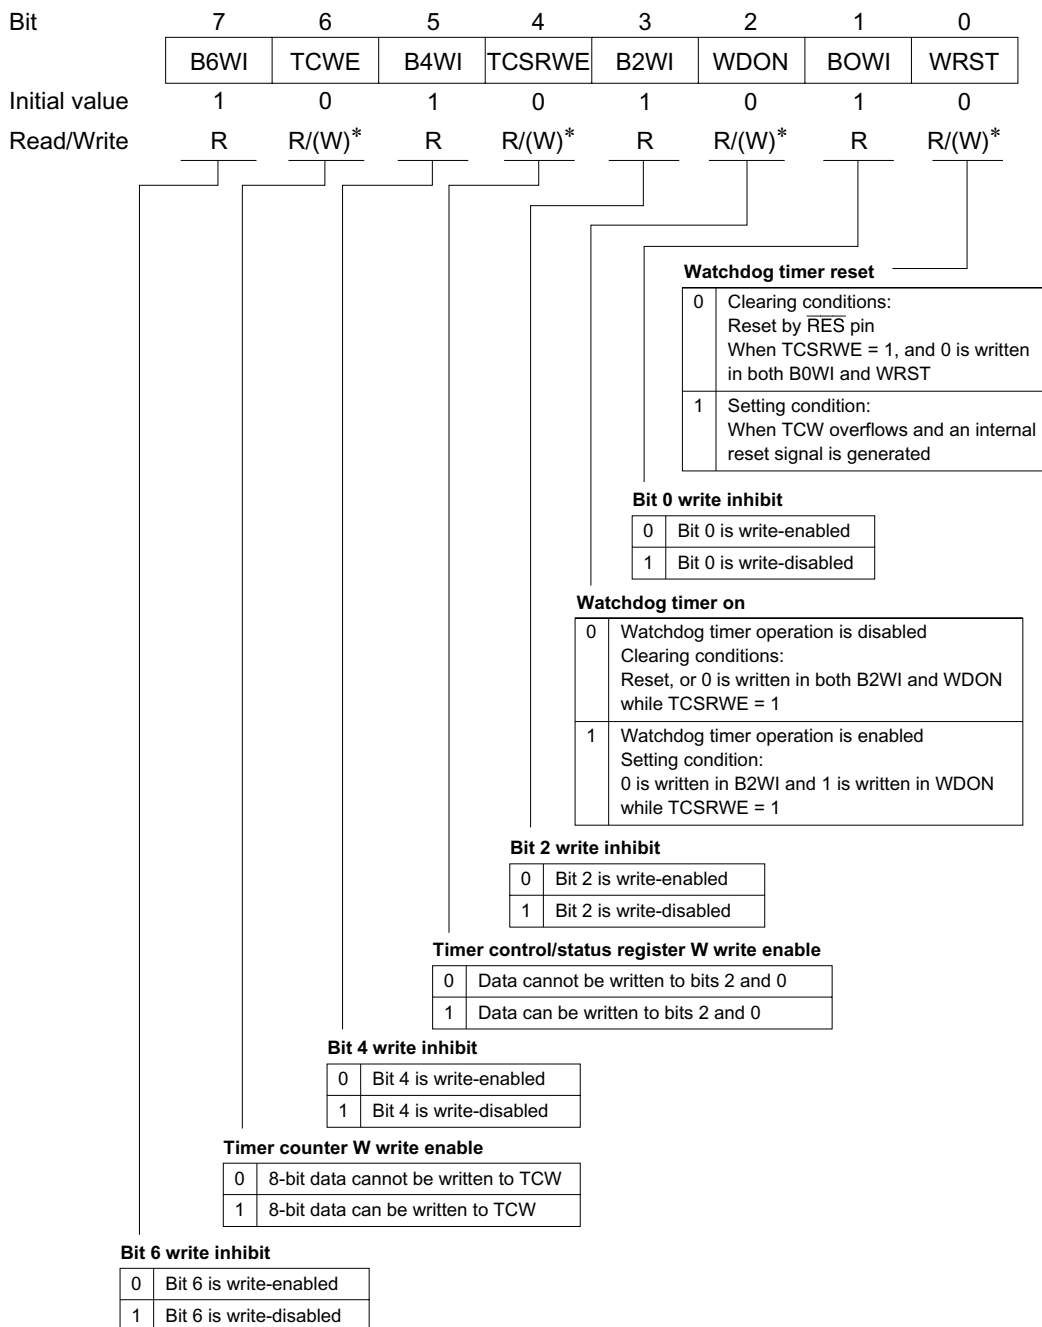 Bit 7 6 5 4 3 2 1 0
B6WI TCWE B4WI TCSRWE B2WI WDON BOWI WRST
Initial value 1 0 1 0 1 0 1 0
Read/Write R R/(W)* R R/(W)* R R/(W)* R R/(W)*
Watchdog timer reset
0 Clearing conditions:
Reset by RES pin
When TCSRWE = 1, and 0 is written
in both B0WI and WRST
1 Setting condition:
When TCW overflows and an internal
reset signal is generated
Bit 0 write inhibit
0 Bit 0 is write-enabled
1 Bit 0 is write-disabled
Watchdog timer on
0 Watchdog timer operation is disabled
Clearing conditions:
Reset, or 0 is written in both B2WI and WDON
while TCSRWE = 1
1 Watchdog timer operation is enabled
Setting condition:
0 is written in B2WI and 1 is written in WDON
while TCSRWE = 1
Bit 2 write inhibit
0 Bit 2 is write-enabled
1 Bit 2 is write-disabled
Timer control/status register W write enable
0 Data cannot be written to bits 2 and 0
1 Data can be written to bits 2 and 0
Bit 4 write inhibit
0 Bit 4 is write-enabled
1 Bit 4 is write-disabled
Timer counter W write enable
0 8-bit data cannot be written to TCW
1 8-bit data can be written to TCW
Bit 6 write inhibit
0 Bit 6 is write-enabled
1 Bit 6 is write-disabled